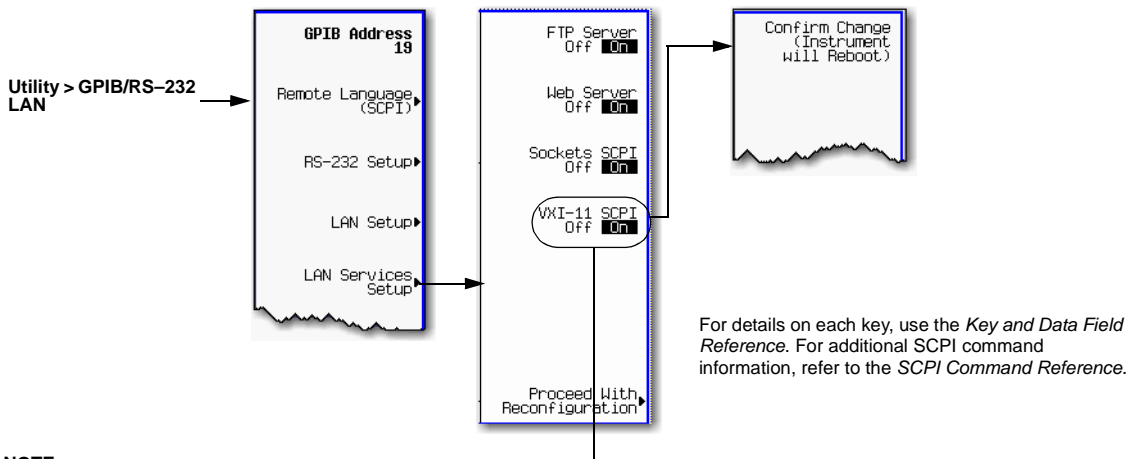 Utility > GPIB/RS–232
LAN
GPIB Address
19
Remote Language
(SCPI)
RS-232 Setup
LAN Setup
LAN Services
Setup
FTP Server
Off On
Web Server
Off On
Sockets SCPI
Off On
VXI-11 SCPI
Off On
Proceed With
Reconfiguration
Confirm Change
(Instrument
will Reboot)
For details on each key, use the Key and Data Field
Reference. For additional SCPI command
information, refer to the SCPI Command Reference.
NOTE